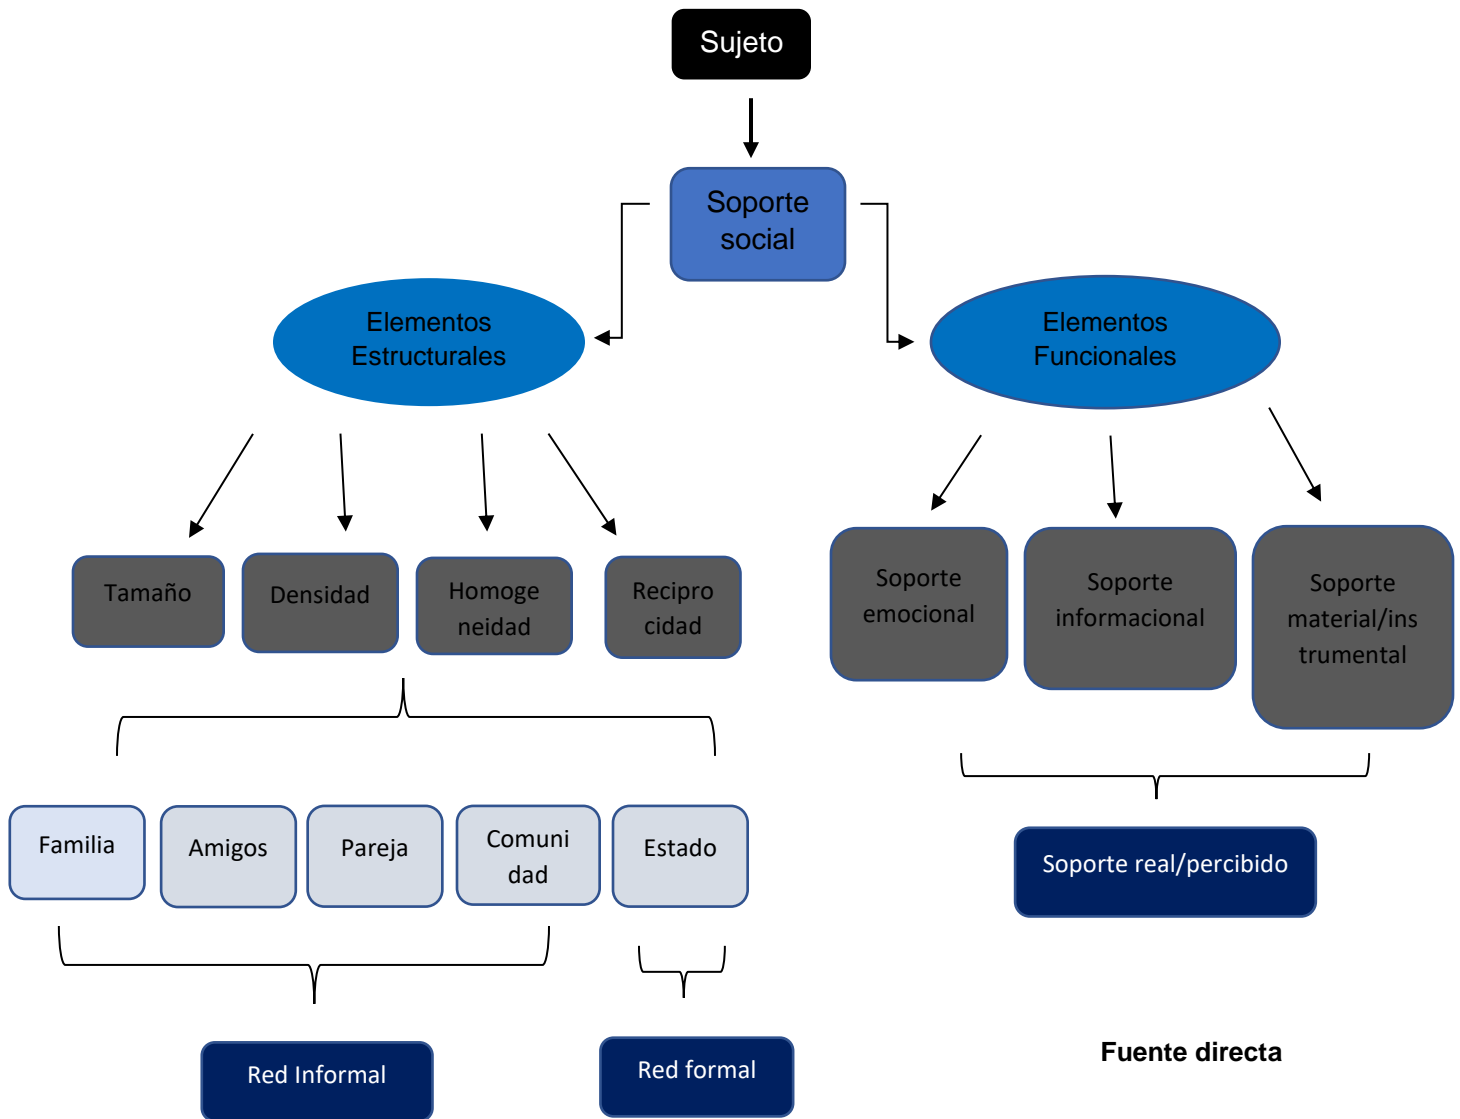 Sujeto
Soporte
social
Elementos
Estructurales
Elementos
Funcionales
Tamaño
Densidad
Homoge
neidad
Recipro
cidad
Soporte
emocional
Soporte
informacional
Soporte
material/ins
trumental
Familia
Amigos
Pareja
Comuni
dad
Estado
Soporte real/percibido
Red Informal
Red formal
Fuente directa